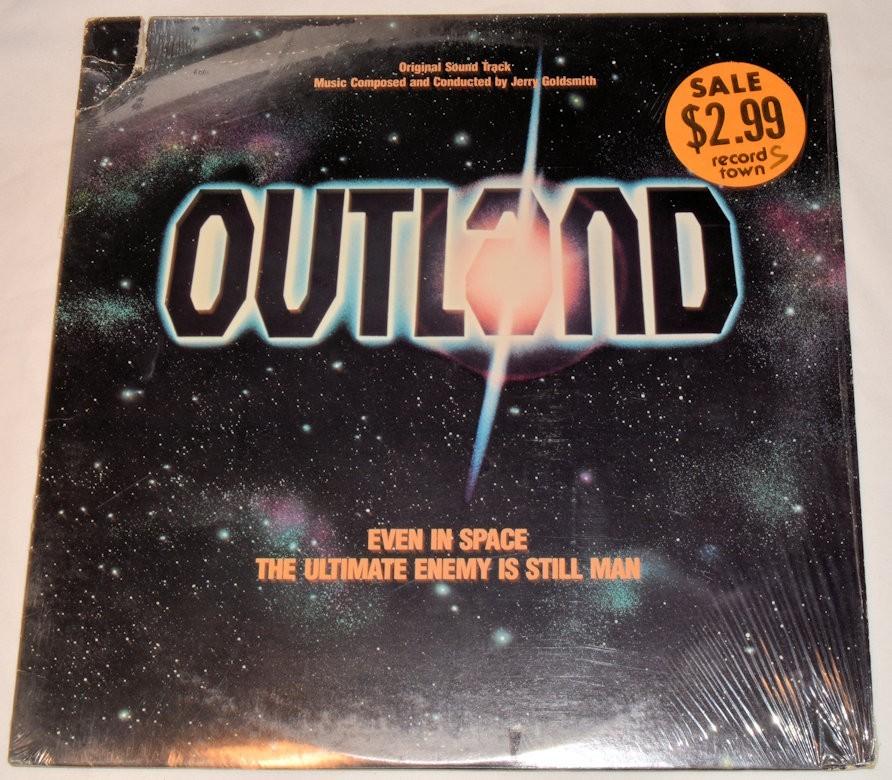 Original Sound Track
Music Composed and Conducted by Jerry Goldsmith
SALE
$2.99
record S
town
OUTLAND
EVEN IN SPACE
THE ULTIMATE ENEMY IS STILL MAN